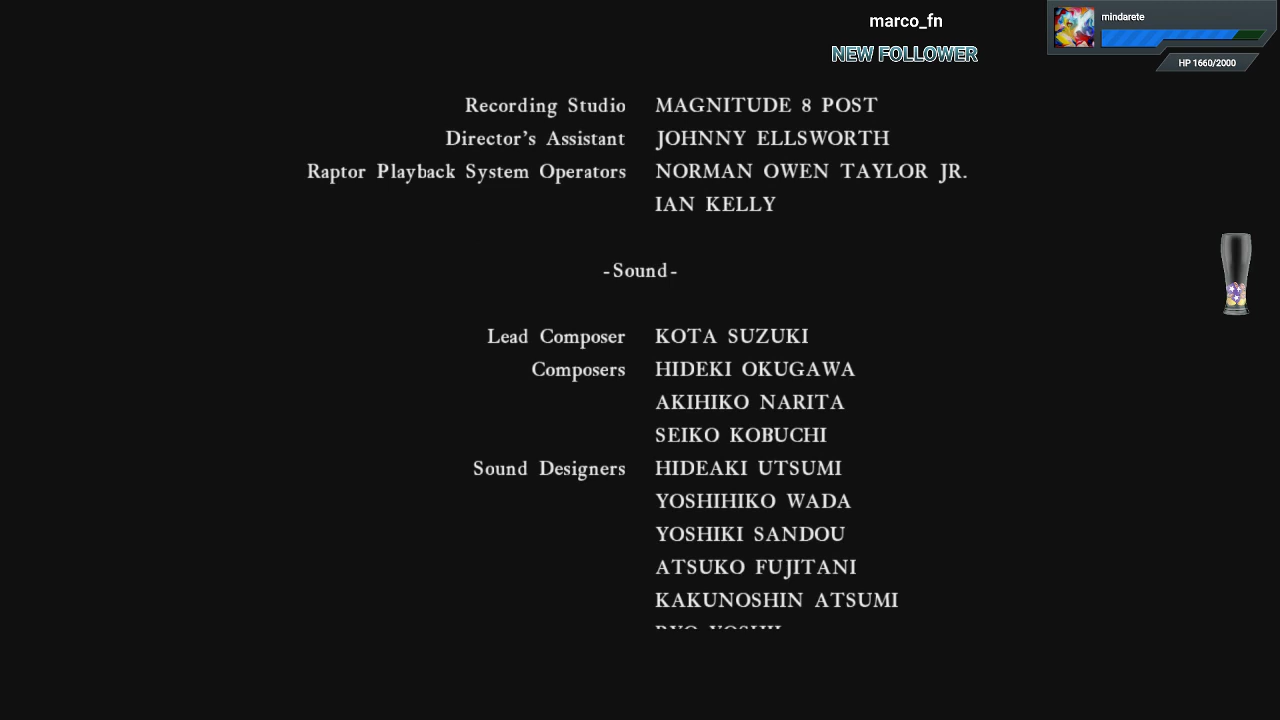 marco_fn
NEW FOLLOWER
mindarete
HP 1660/2000
Recording Studio MAGNITUDE 8 POST
Director's Assistant JOHNNY ELLSWORTH
Raptor Playback System Operators NORMAN OWEN TAYLOR JR.
IAN KELLY
-Sound-
Lead Composer KOTA SUZUKI
Composers HIDEKI OKUGAWA
AKIHIKO NARITA
SEIKO KOBUCHI
Sound Designers HIDEAKI UTSUMI
YOSHIHIKO WADA
YOSHIKI SANDOU
ATSUKO FUJITANI
KAKUNOSHIN ATSUMI